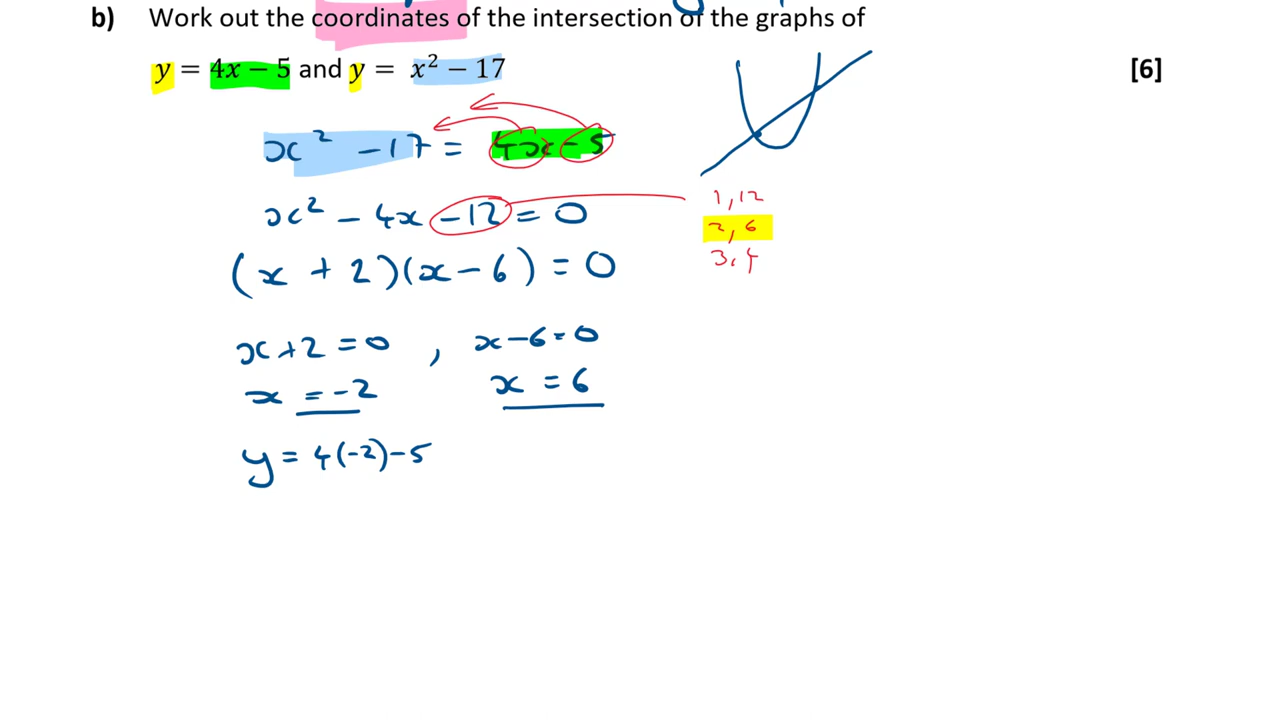 b) Work out the coordinates of the intersection of the graphs of
y = 4x − 5 and y = x² − 17 [6]
x² − 17 = 4x − 5
x² − 4x − 12 = 0
1, 12
2, 6
3, 4
(x + 2)(x − 6) = 0
x + 2 = 0 , x − 6 = 0
x = −2 x = 6
y = 4(−2) − 5